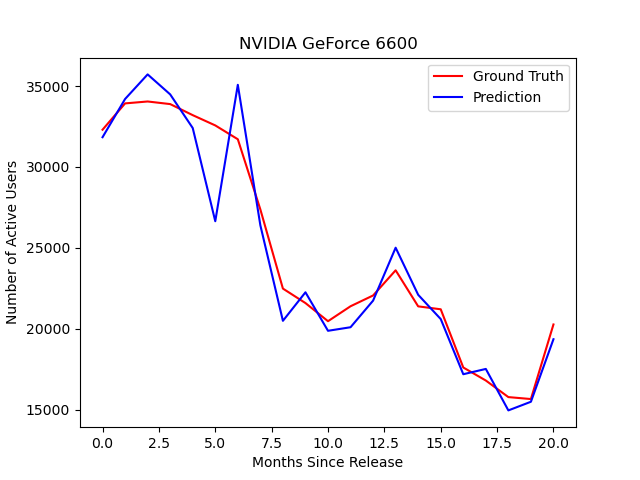 NVIDIA GeForce 6600
Ground Truth
Prediction
Number of Active Users
35000
30000
25000
20000
15000
0.0 2.5 5.0 7.5 10.0 12.5 15.0 17.5 20.0
Months Since Release